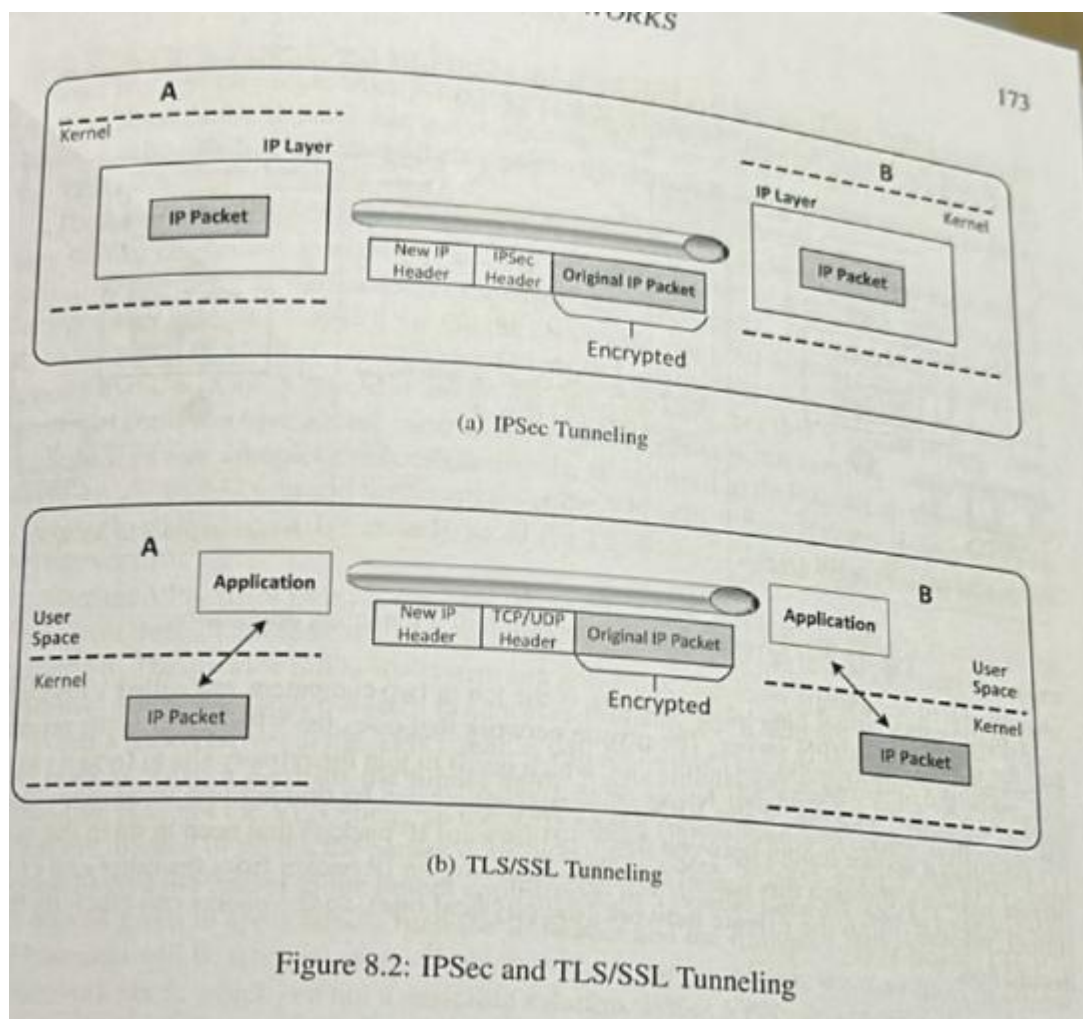 WORKS
173
A
Kernel
IP Layer
IP Packet
New IP
Header
IPSec
Header
Original IP Packet
Encrypted
B
IP Layer
Kernel
IP Packet
(a) IPSec Tunneling
A
Application
User
Space
Kernel
IP Packet
New IP
Header
TCP/UDP
Header
Original IP Packet
Encrypted
B
Application
User
Space
Kernel
IP Packet
(b) TLS/SSL Tunneling
Figure 8.2: IPSec and TLS/SSL Tunneling